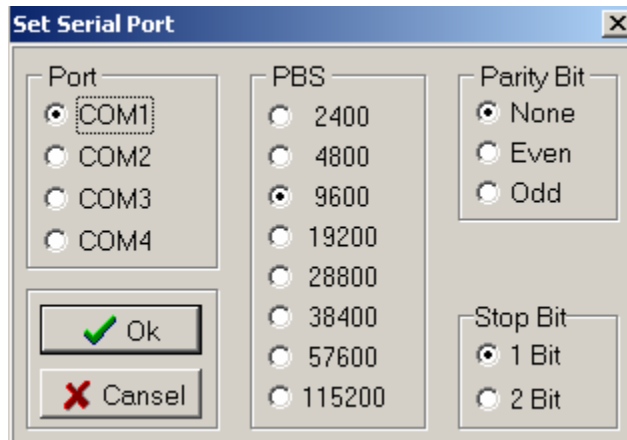 Set Serial Port
Port
COM1
COM2
COM3
COM4
Ok
Cansel
PBS
2400
4800
9600
19200
28800
38400
57600
115200
Parity Bit
None
Even
Odd
Stop Bit
1 Bit
2 Bit